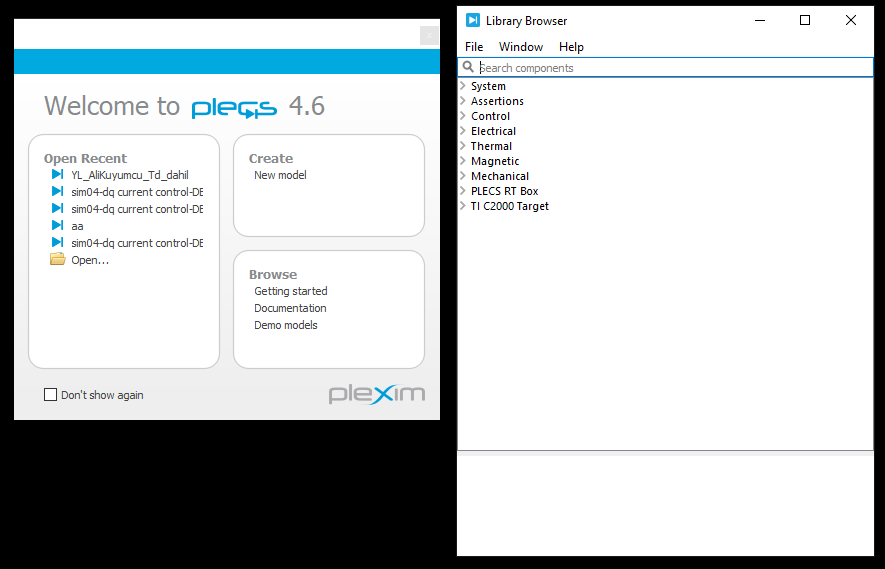 Welcome to plecs 4.6
Open Recent
YL_AliKuyumcu_Td_dahil
sim04-dq current control-DE
sim04-dq current control-DE
aa
sim04-dq current control-DE
Open...
Create
New model
Browse
Getting started
Documentation
Demo models
Don't show again
plexim
Library Browser
File Window Help
Search components
System
Assertions
Control
Electrical
Thermal
Magnetic
Mechanical
PLECS RT Box
TI C2000 Target